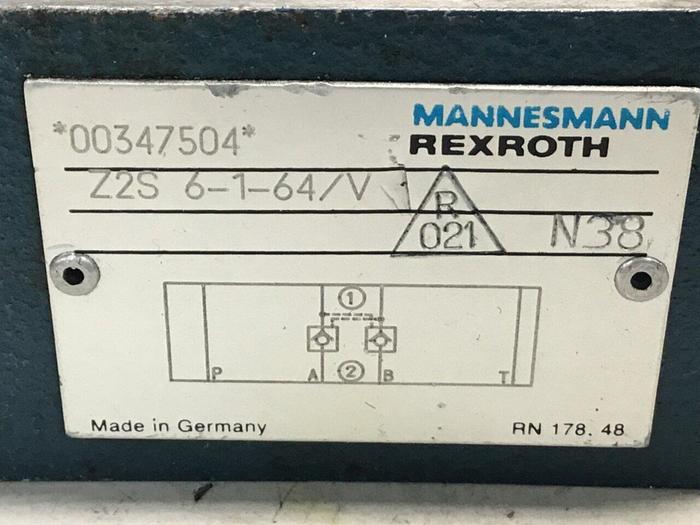 MANNESMANN
REXROTH
*00347504*
Z2S 6-1-64/V
R
021
N38
1
P
A
2
B
T
Made in Germany
RN 178. 48